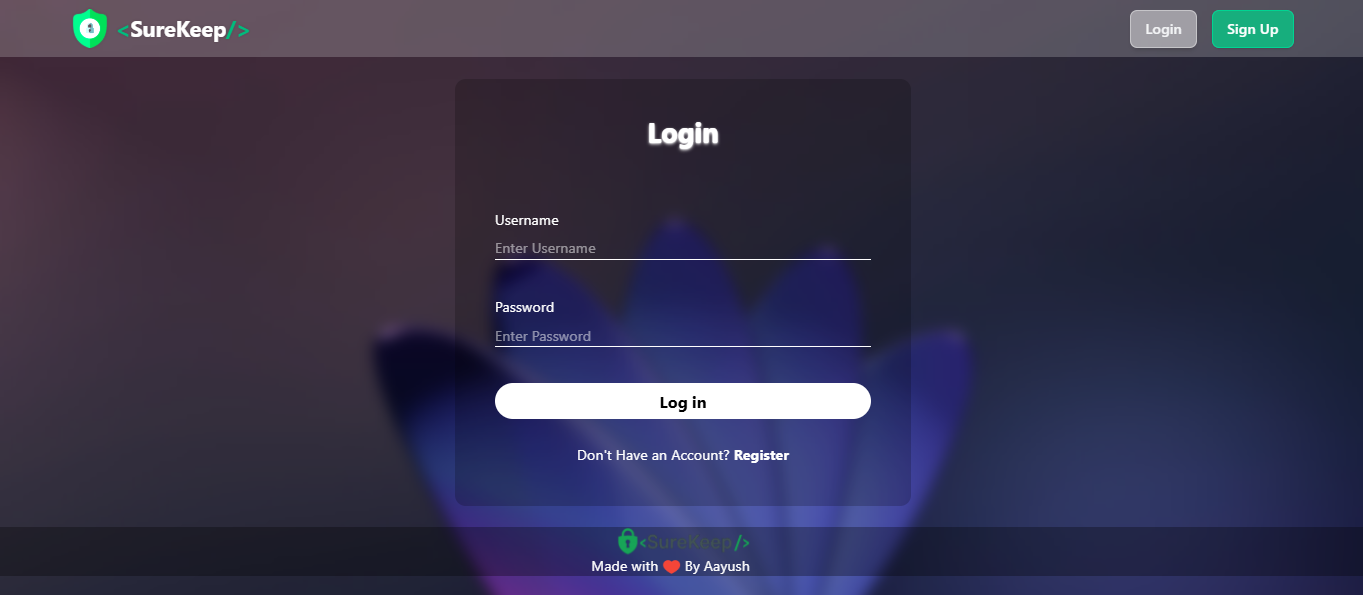 <SureKeep/>
Login
Sign Up
Login
Username
Enter Username
Password
Enter Password
Log in
Don't Have an Account? Register
<SureKeep/>
Made with ❤️ By Aayush